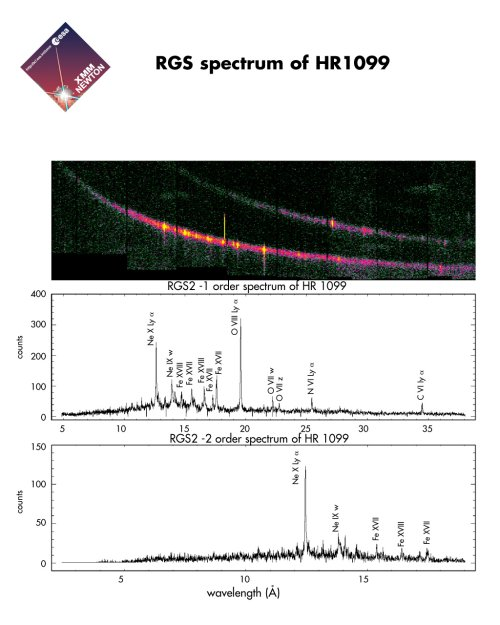 esa
XMM
NEWTON
RGS spectrum of HR1099
RGS2 -1 order spectrum of HR 1099
400
300
200
100
0
counts
Ne X Ly α
Ne IX w
Fe XVIII
Fe XVII
Fe XVIII
Fe XVII
Fe XVII
O VIII Ly α
O VII w
O VII z
N VI Ly α
C VI ly α
5
10
15
20
25
30
35
RGS2 -2 order spectrum of HR 1099
150
100
50
0
counts
Ne X Ly α
Ne IX w
Fe XVII
Fe XVIII
Fe XVII
5
10
15
wavelength (Å)